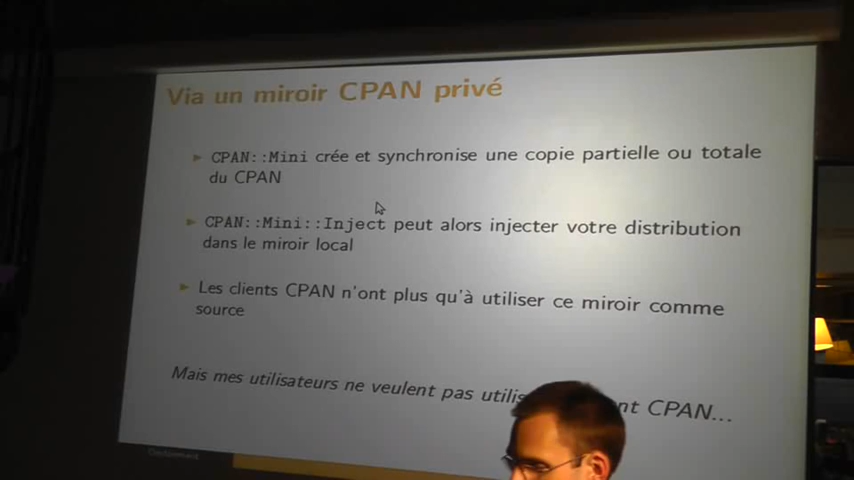 Via un miroir CPAN privé
CPAN::Mini crée et synchronise une copie partielle ou totale
du CPAN
CPAN::Mini::Inject peut alors injecter votre distribution
dans le miroir local
Les clients CPAN n'ont plus qu'à utiliser ce miroir comme
source
Mais mes utilisateurs ne veulent pas CPAN...